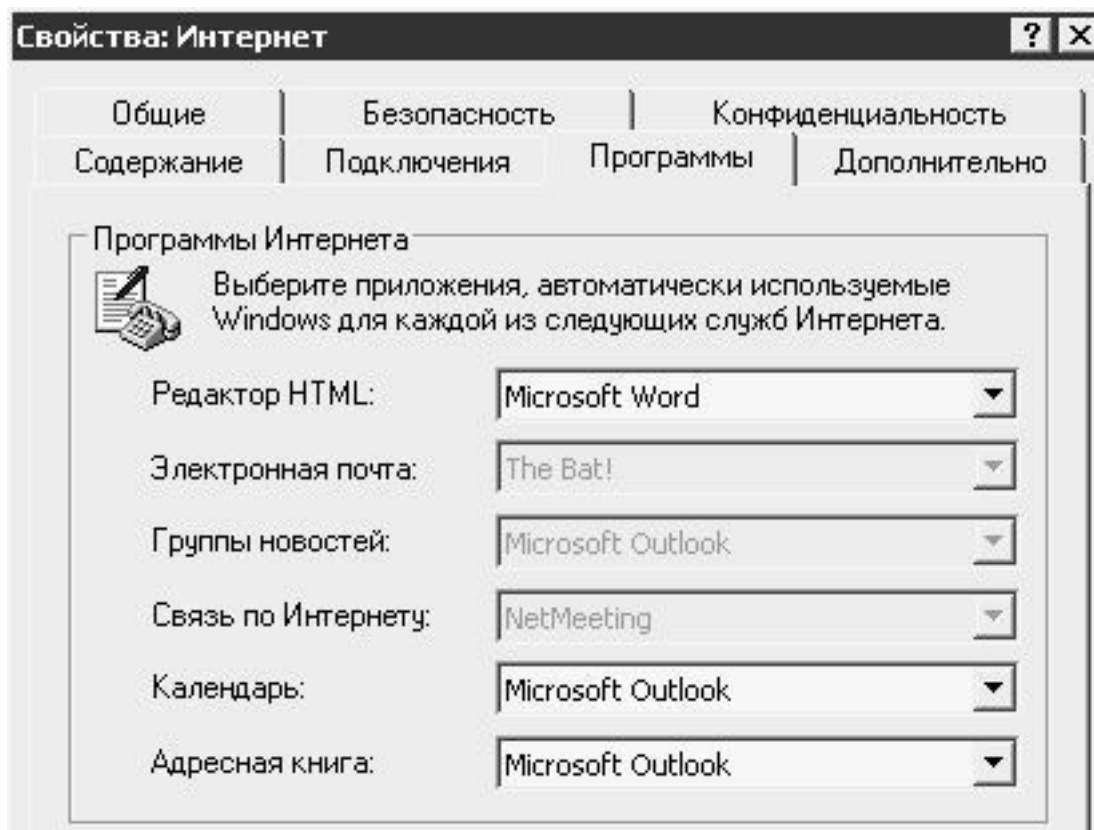 Свойства: Интернет
Общие Безопасность Конфиденциальность
Содержание Подключения Программы Дополнительно
Программы Интернета
Выберите приложения, автоматически используемые
Windows для каждой из следующих служб Интернета.
Редактор HTML: Microsoft Word
Электронная почта: The Bat!
Группы новостей: Microsoft Outlook
Связь по Интернету: NetMeeting
Календарь: Microsoft Outlook
Адресная книга: Microsoft Outlook